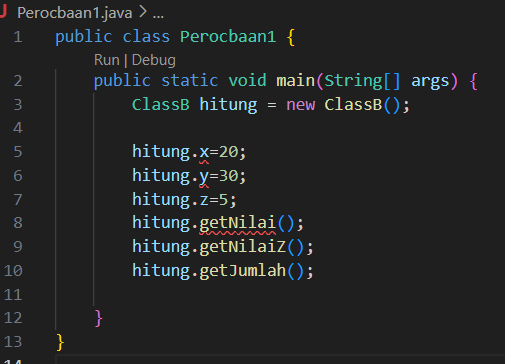 Perocbaan1.java > ...
1 public class Perocbaan1 {
Run | Debug
2 public static void main(String[] args) {
3 ClassB hitung = new ClassB();
4
5 hitung.x=20;
6 hitung.y=30;
7 hitung.z=5;
8 hitung.getNilai();
9 hitung.getNilaiZ();
10 hitung.getJumlah();
11
12 }
13 }
14